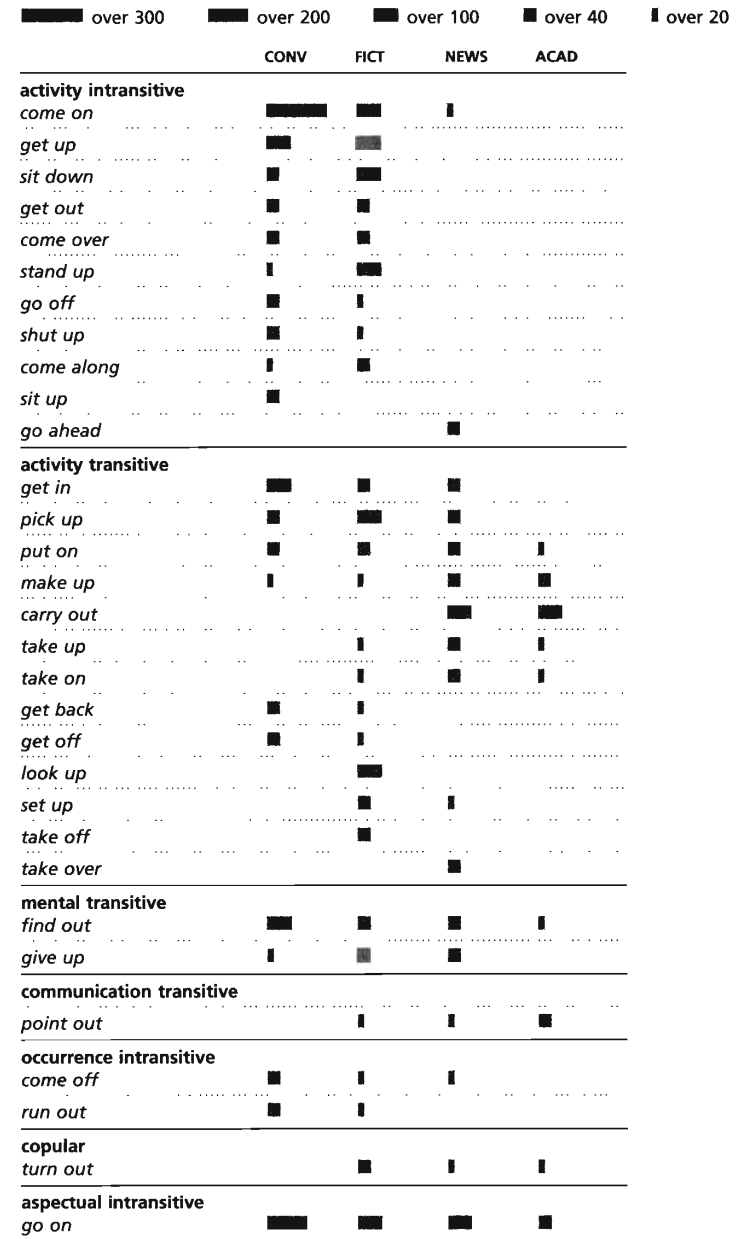 over 300 over 200 over 100 over 40 over 20
CONV FICT NEWS ACAD
activity intransitive
come on
get up
sit down
get out
come over
stand up
go off
shut up
come along
sit up
go ahead
activity transitive
get in
pick up
put on
make up
carry out
take up
take on
get back
get off
look up
set up
take off
take over
mental transitive
find out
give up
communication transitive
point out
occurrence intransitive
come off
run out
copular
turn out
aspectual intransitive
go on